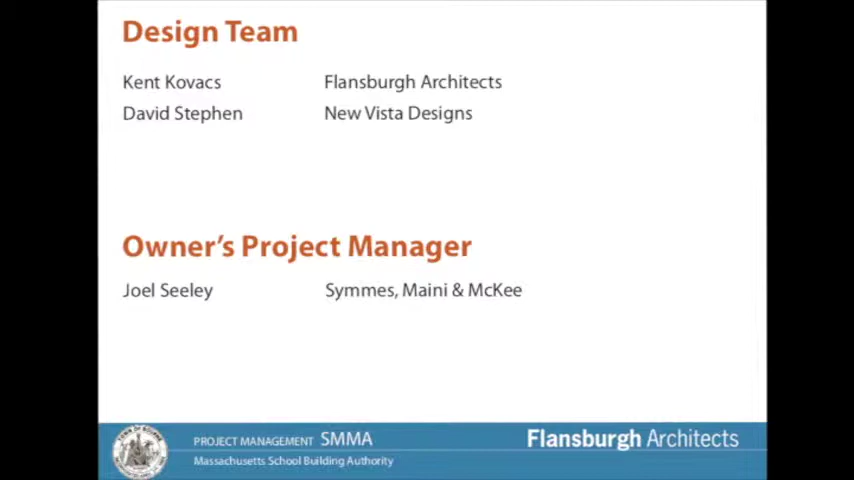 Design Team
Kent Kovacs Flansburgh Architects
David Stephen New Vista Designs
Owner's Project Manager
Joel Seeley Symmes, Maini & McKee
PROJECT MANAGEMENT SMMA
Flansburgh Architects
Massachusetts School Building Authority